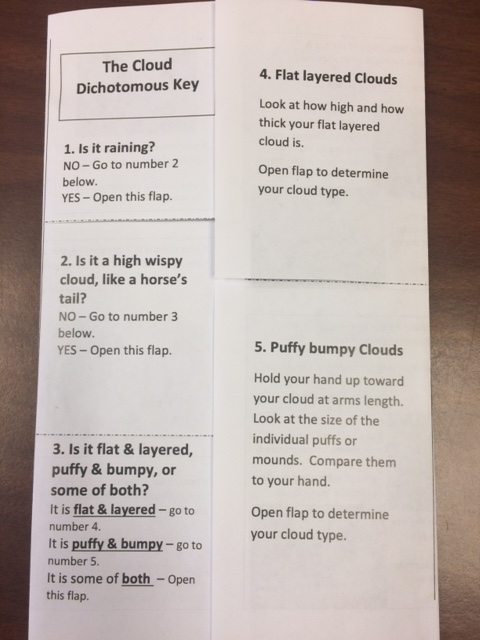 The Cloud
Dichotomous Key
1. Is it raining?
NO – Go to number 2
below.
YES – Open this flap.
2. Is it a high wispy
cloud, like a horse's
tail?
NO – Go to number 3
below.
YES – Open this flap.
3. Is it flat & layered,
puffy & bumpy, or
some of both?
It is flat & layered – go to
number 4.
It is puffy & bumpy – go to
number 5.
It is some of both – Open
this flap.
4. Flat layered Clouds
Look at how high and how
thick your flat layered
cloud is.
Open flap to determine
your cloud type.
5. Puffy bumpy Clouds
Hold your hand up toward
your cloud at arms length.
Look at the size of the
individual puffs or
mounds. Compare them
to your hand.
Open flap to determine
your cloud type.